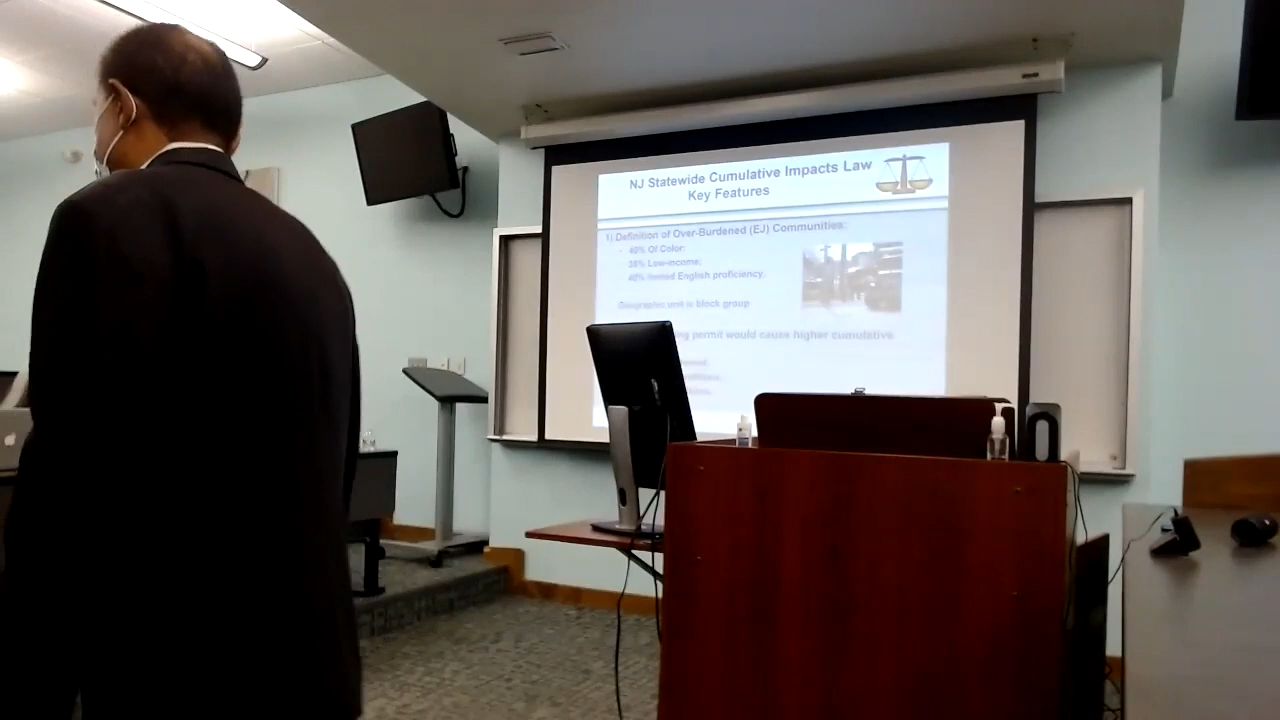 NJ Statewide Cumulative Impacts Law
Key Features
1) Definition of Over-Burdened (EJ) Communities:
40% Of Color;
35% Low-income;
40% limited English proficiency.
Geographic unit is block group
permit would cause higher cumulative